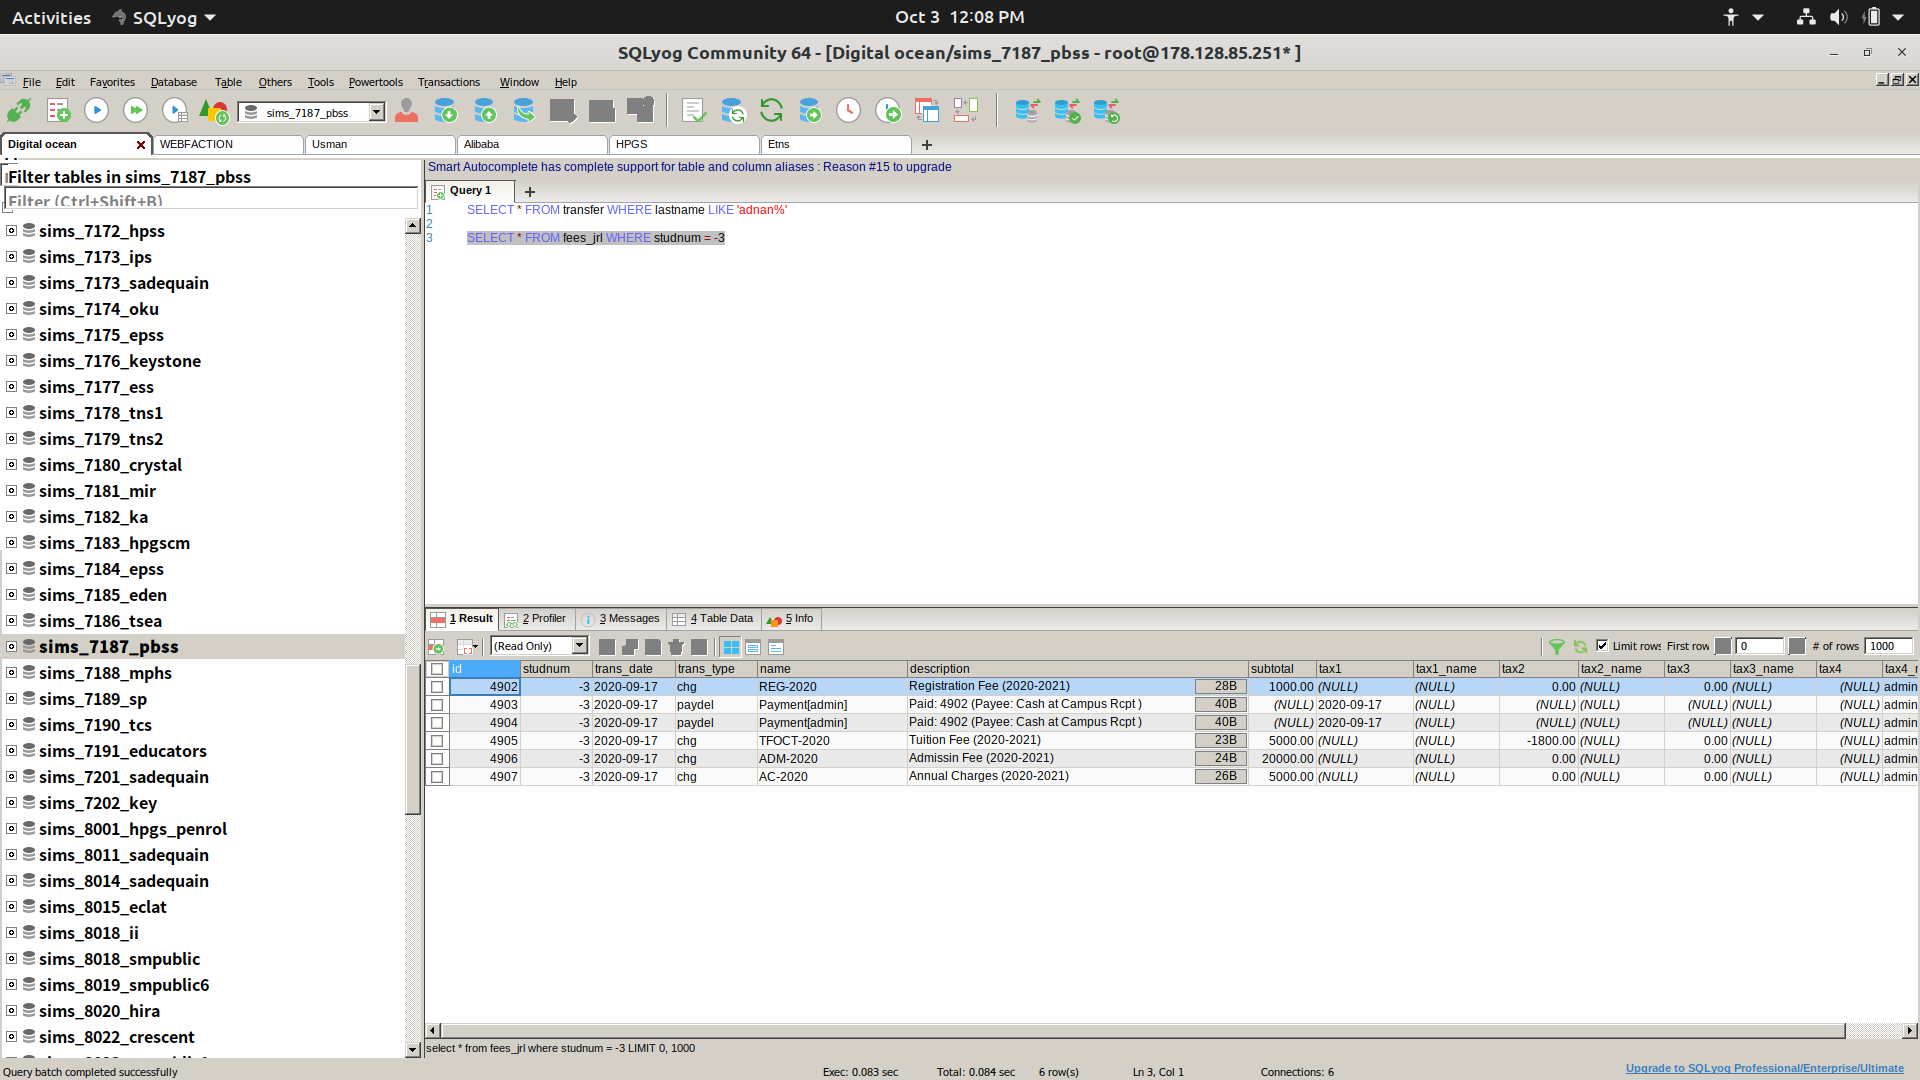 Activities SQLyog Oct 3 12:08 PM
SQLyog Community 64 - [Digital ocean/sims_7187_pbss - root@178.128.85.251* ]
File Edit Favorites Database Table Others Tools Powertools Transactions Window Help
sims_7187_pbss
Digital ocean WEBFACTION Usman Alibaba HPGS Etns
Filter tables in sims_7187_pbss
Filter (Ctrl+Shift+B)
sims_7172_hpss
sims_7173_ips
sims_7173_sadequain
sims_7174_oku
sims_7175_epss
sims_7176_keystone
sims_7177_ess
sims_7178_tns1
sims_7179_tns2
sims_7180_crystal
sims_7181_mir
sims_7182_ka
sims_7183_hpgscm
sims_7184_epss
sims_7185_eden
sims_7186_tsea
sims_7187_pbss
sims_7188_mphs
sims_7189_sp
sims_7190_tcs
sims_7191_educators
sims_7201_sadequain
sims_7202_key
sims_8001_hpgs_penrol
sims_8011_sadequain
sims_8014_sadequain
sims_8015_eclat
sims_8018_ii
sims_8018_smpublic
sims_8019_smpublic6
sims_8020_hira
sims_8022_crescent
Smart Autocomplete has complete support for table and column aliases : Reason #15 to upgrade
Query 1
1 SELECT * FROM transfer WHERE lastname LIKE 'adnan%'
2
3 SELECT * FROM fees_jrl WHERE studnum = -3
1 Result 2 Profiler 3 Messages 4 Table Data 5 Info
(Read Only) Limit rows First row 0 # of rows 1000
id studnum trans_date trans_type name description subtotal tax1 tax1_name tax2 tax2_name tax3 tax3_name tax4
4902 -3 2020-09-17 chg REG-2020 Registration Fee (2020-2021) 28B 1000.00 (NULL) (NULL) 0.00 (NULL) 0.00 (NULL) (NULL) admin
4903 -3 2020-09-17 paydel Payment[admin] Paid: 4902 (Payee: Cash at Campus Rcpt ) 40B (NULL) 2020-09-17 (NULL) (NULL) (NULL) (NULL) (NULL) (NULL) admin
4904 -3 2020-09-17 paydel Payment[admin] Paid: 4902 (Payee: Cash at Campus Rcpt ) 40B (NULL) 2020-09-17 (NULL) (NULL) (NULL) (NULL) (NULL) (NULL) admin
4905 -3 2020-09-17 chg TFOCT-2020 Tuition Fee (2020-2021) 23B 5000.00 (NULL) (NULL) -1800.00 (NULL) 0.00 (NULL) (NULL) admin
4906 -3 2020-09-17 chg ADM-2020 Admissin Fee (2020-2021) 24B 20000.00 (NULL) (NULL) 0.00 (NULL) 0.00 (NULL) (NULL) admin
4907 -3 2020-09-17 chg AC-2020 Annual Charges (2020-2021) 26B 5000.00 (NULL) (NULL) 0.00 (NULL) 0.00 (NULL) (NULL) admin
select * from fees_jrl where studnum = -3 LIMIT 0, 1000
Query batch completed successfully Exec: 0.083 sec Total: 0.084 sec 6 row(s) Ln 3, Col 1 Connections: 6 Upgrade to SQLyog Professional/Enterprise/Ultimate